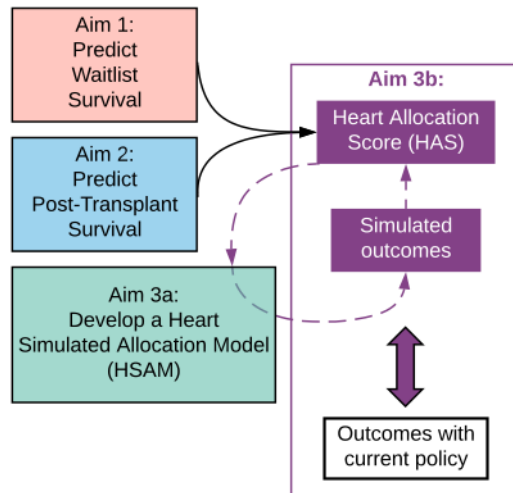 Aim 1:
Predict
Waitlist
Survival
Aim 2:
Predict
Post-Transplant
Survival
Aim 3a:
Develop a Heart
Simulated Allocation Model
(HSAM)
Aim 3b:
Heart Allocation
Score (HAS)
Simulated
outcomes
Outcomes with
current policy